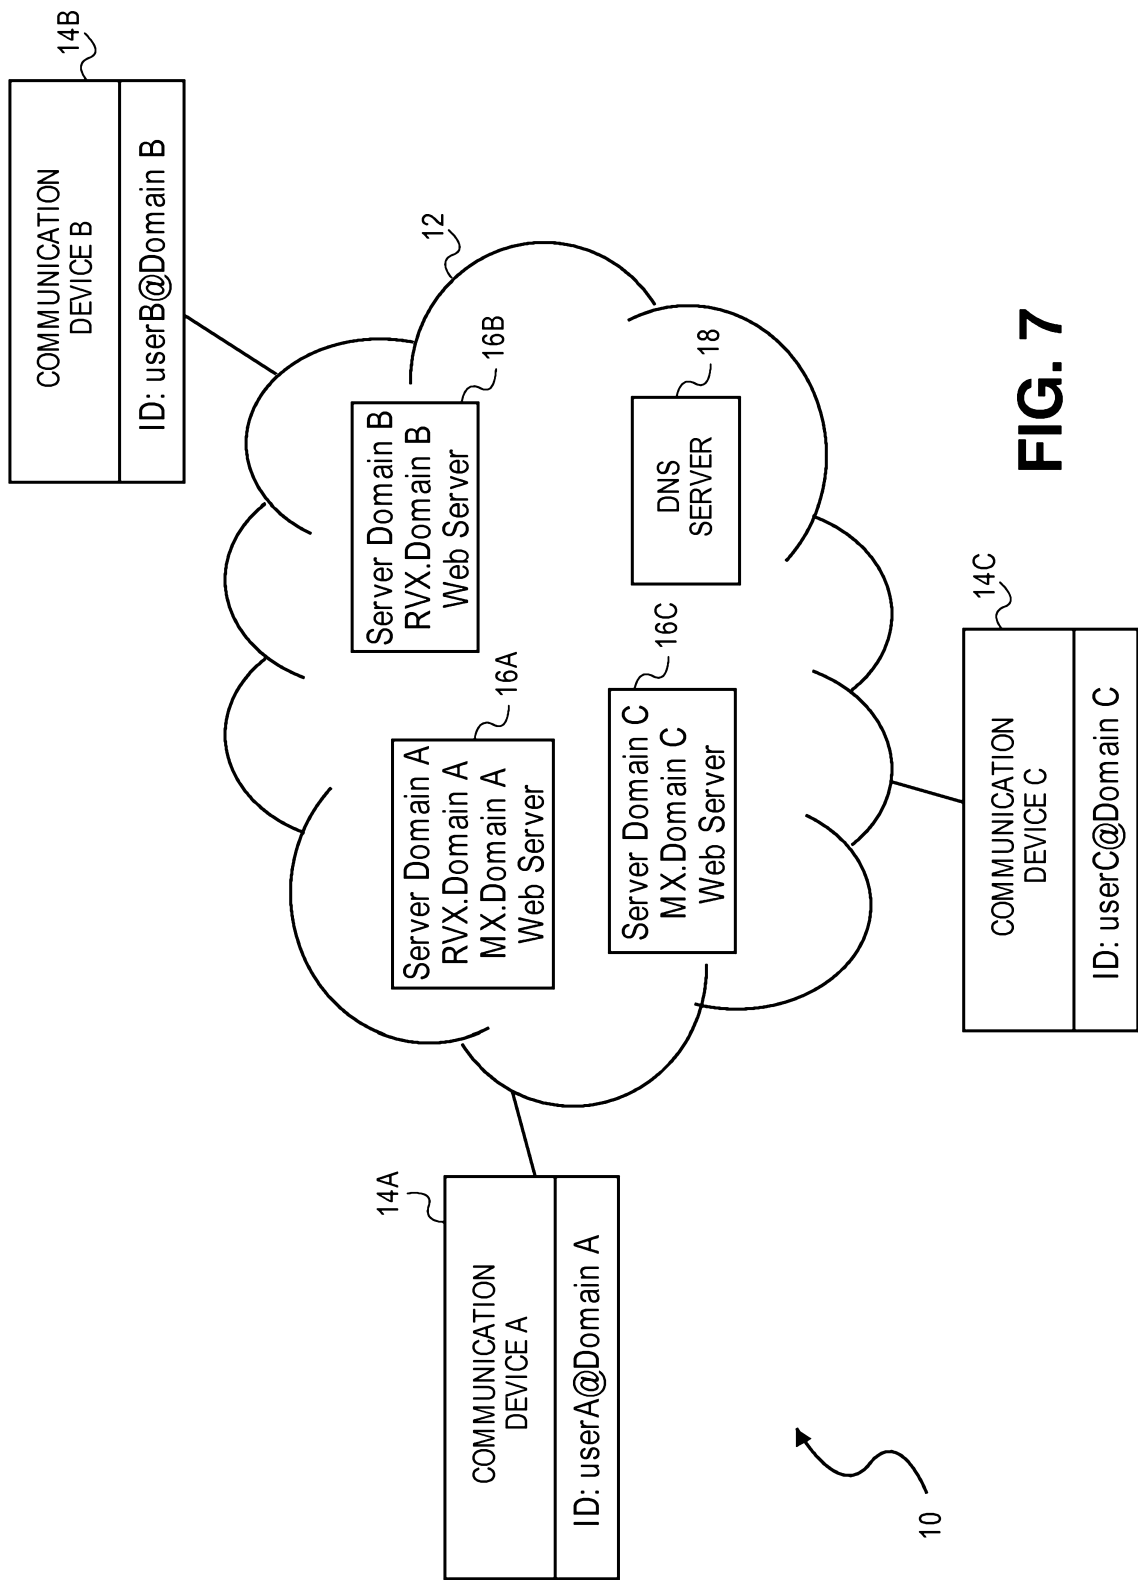 14B
COMMUNICATION
DEVICE B
ID: userB@Domain B
12
Server Domain B
RVX.Domain B
Web Server
16B
18
DNS
SERVER
Server Domain A
RVX.Domain A
MX.Domain A
Web Server
16A
Server Domain C
MX.Domain C
Web Server
16C
14A
COMMUNICATION
DEVICE A
ID: userA@Domain A
14C
COMMUNICATION
DEVICE C
ID: userC@Domain C
10
FIG. 7